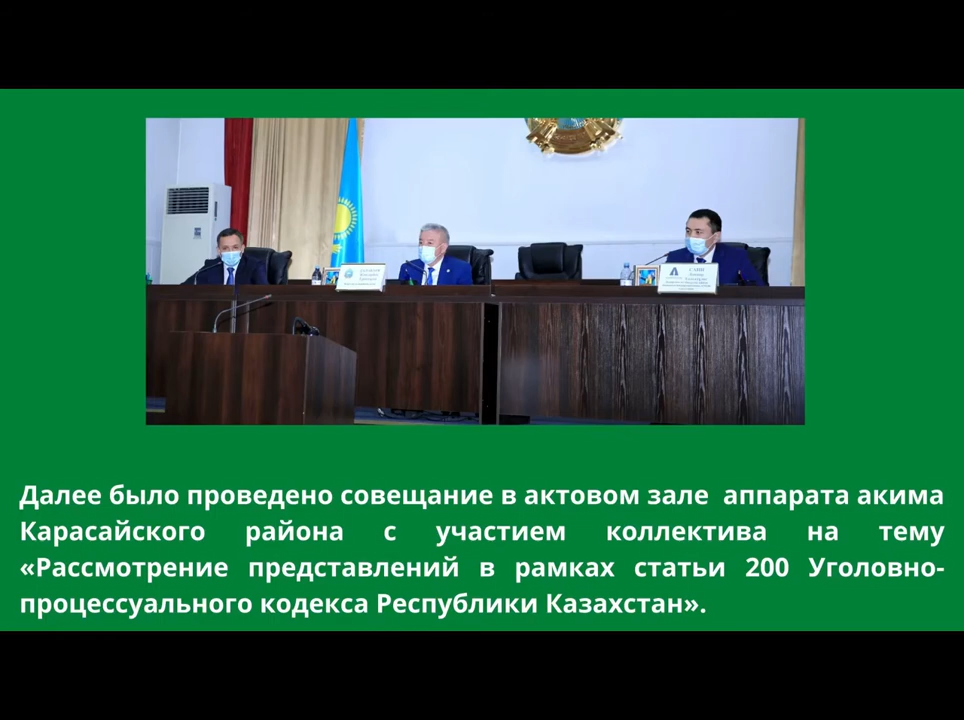 Далее было проведено совещание в актовом зале аппарата акима
Карасайского района с участием коллектива на тему
«Рассмотрение представлений в рамках статьи 200 Уголовно-
процессуального кодекса Республики Казахстан».